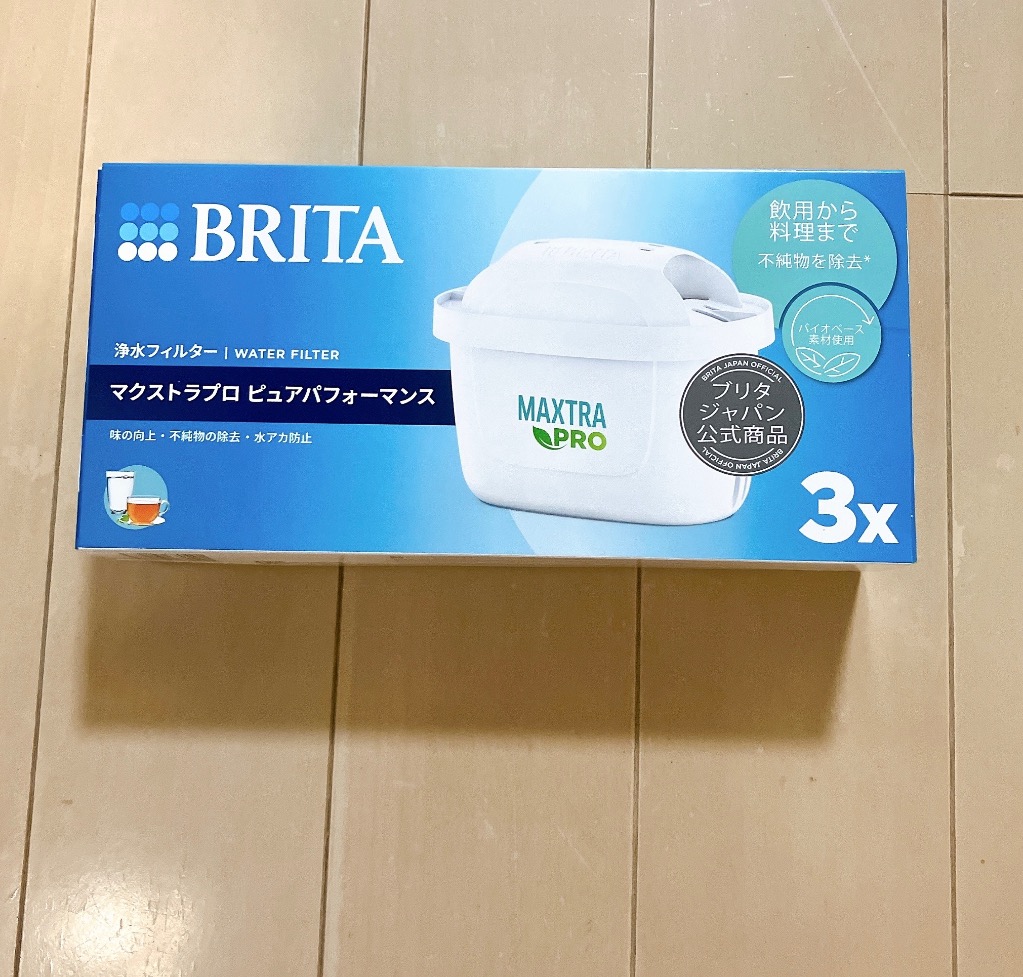 BRITA
浄水フィルター | WATER FILTER
マクストラプロ ピュアパフォーマンス
味の向上・不純物の除去・水アカ防止
MAXTRA
PRO
飲用から
料理まで
不純物を除去*
バイオベース
素材使用
BRITA JAPAN OFFICIAL
ブリタ
ジャパン
公式商品
BRITA JAPAN OFFICIAL
3x